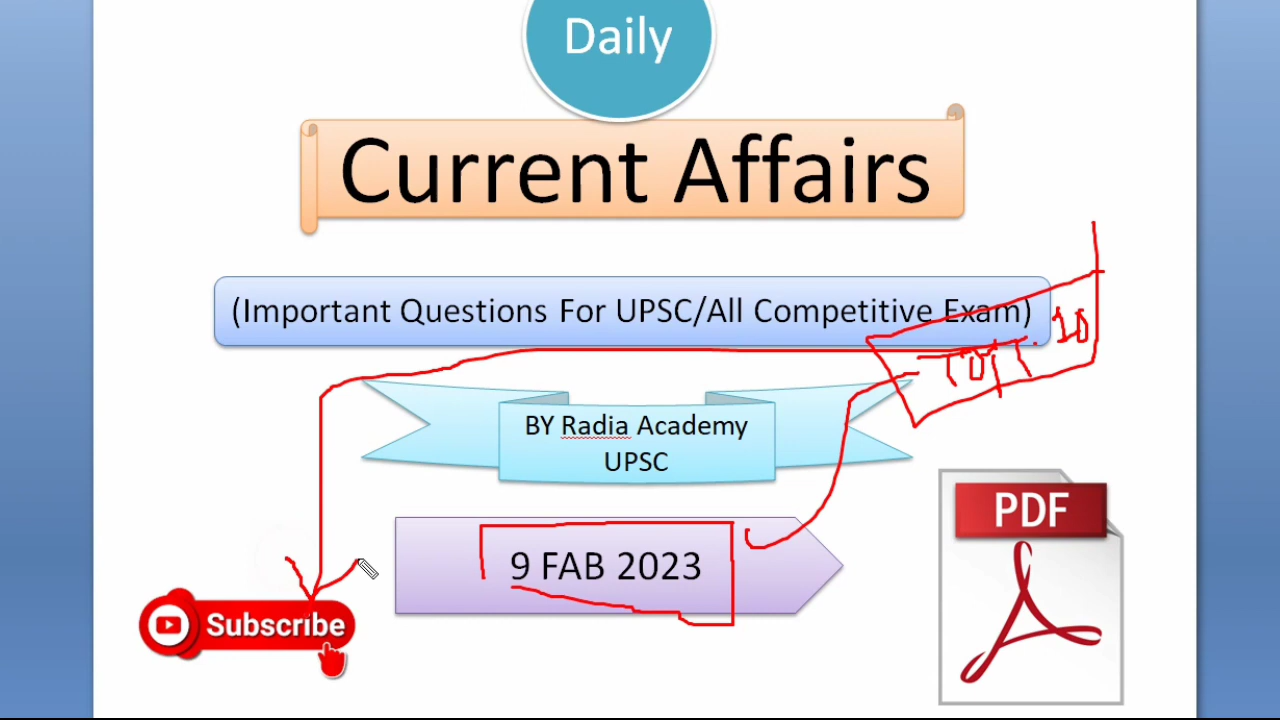 Daily
Current Affairs
(Important Questions For UPSC/All Competitive Exam)
10
BY Radia Academy
UPSC
PDF
9 FAB 2023
Subscribe